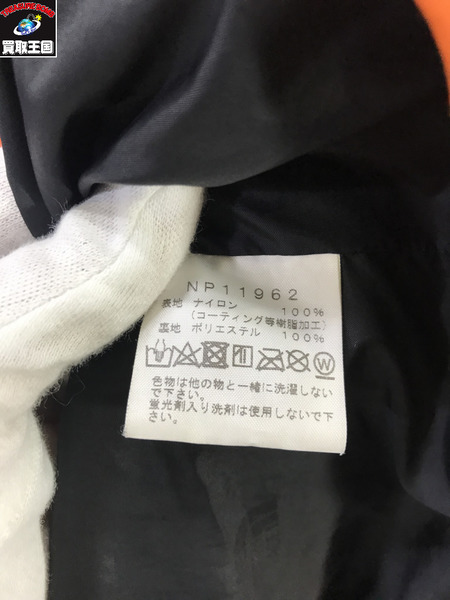 買取王国
NP11962
表地 ナイロン 100%
(コーティング等樹脂加工)
裏地 ポリエステル 100%
色物は他の物と一緒に洗濯しない
で下さい。
蛍光剤入り洗剤は使用しないで下
さい。